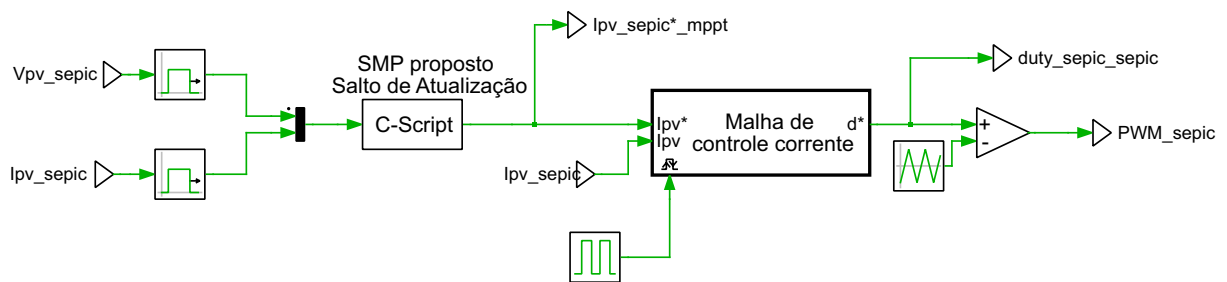 Ipv_sepic*_mppt
Vpv_sepic
SMP proposto
Salto de Atualização
duty_sepic_sepic
C-Script
Ipv*
Ipv
Malha de
controle corrente
d*
+
-
PWM_sepic
Ipv_sepic
Ipv_sepic